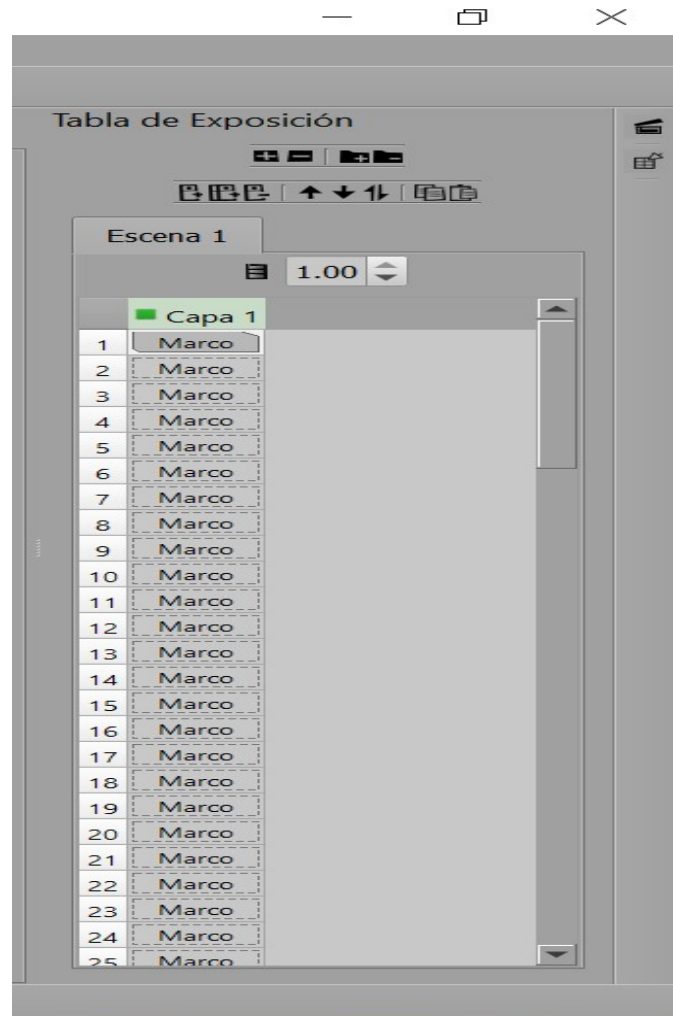 Tabla de Exposición
Escena 1
1.00
Capa 1
1 Marco
2 Marco
3 Marco
4 Marco
5 Marco
6 Marco
7 Marco
8 Marco
9 Marco
10 Marco
11 Marco
12 Marco
13 Marco
14 Marco
15 Marco
16 Marco
17 Marco
18 Marco
19 Marco
20 Marco
21 Marco
22 Marco
23 Marco
24 Marco
25 Marco